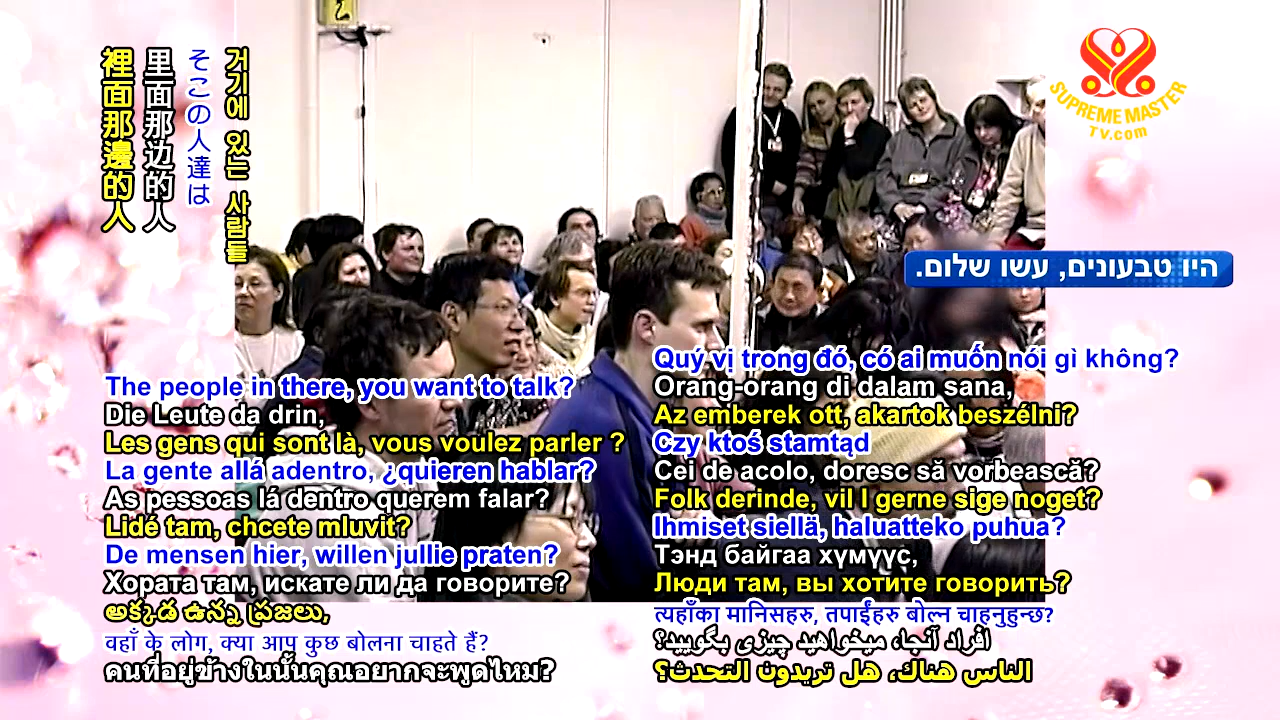 裡面那邊的人
里面那边的人
そこの人達は
거기에 있는 사람들
SUPREME MASTER
TV.com
היו טבעונים, עשו שלום.
The people in there, you want to talk?
Die Leute da drin,
Les gens qui sont là, vous voulez parler ?
La gente allá adentro, ¿quieren hablar?
As pessoas lá dentro querem falar?
Lidé tam, chcete mluvit?
De mensen hier, willen jullie praten?
Хората там, искате ли да говорите?
అక్కడ ఉన్న ప్రజలు,
वहाँ के लोग, क्या आप कुछ बोलना चाहते हैं?
คนที่อยู่ข้างในนั้นคุณอยากจะพูดไหม?
Quý vị trong đó, có ai muốn nói gì không?
Orang-orang di dalam sana,
Az emberek ott, akartok beszélni?
Czy ktoś stamtąd
Cei de acolo, doresc să vorbească?
Folk derinde, vil I gerne sige noget?
Ihmiset siellä, haluatteko puhua?
Тэнд байгаа хүмүүс,
Люди там, вы хотите говорить?
त्यहाँका मानिसहरु, तपाईंहरु बोल्न चाहनुहुन्छ?
افراد آنجا، میخواهید چیزی بگویید؟
الناس هناك، هل تريدون التحدث؟